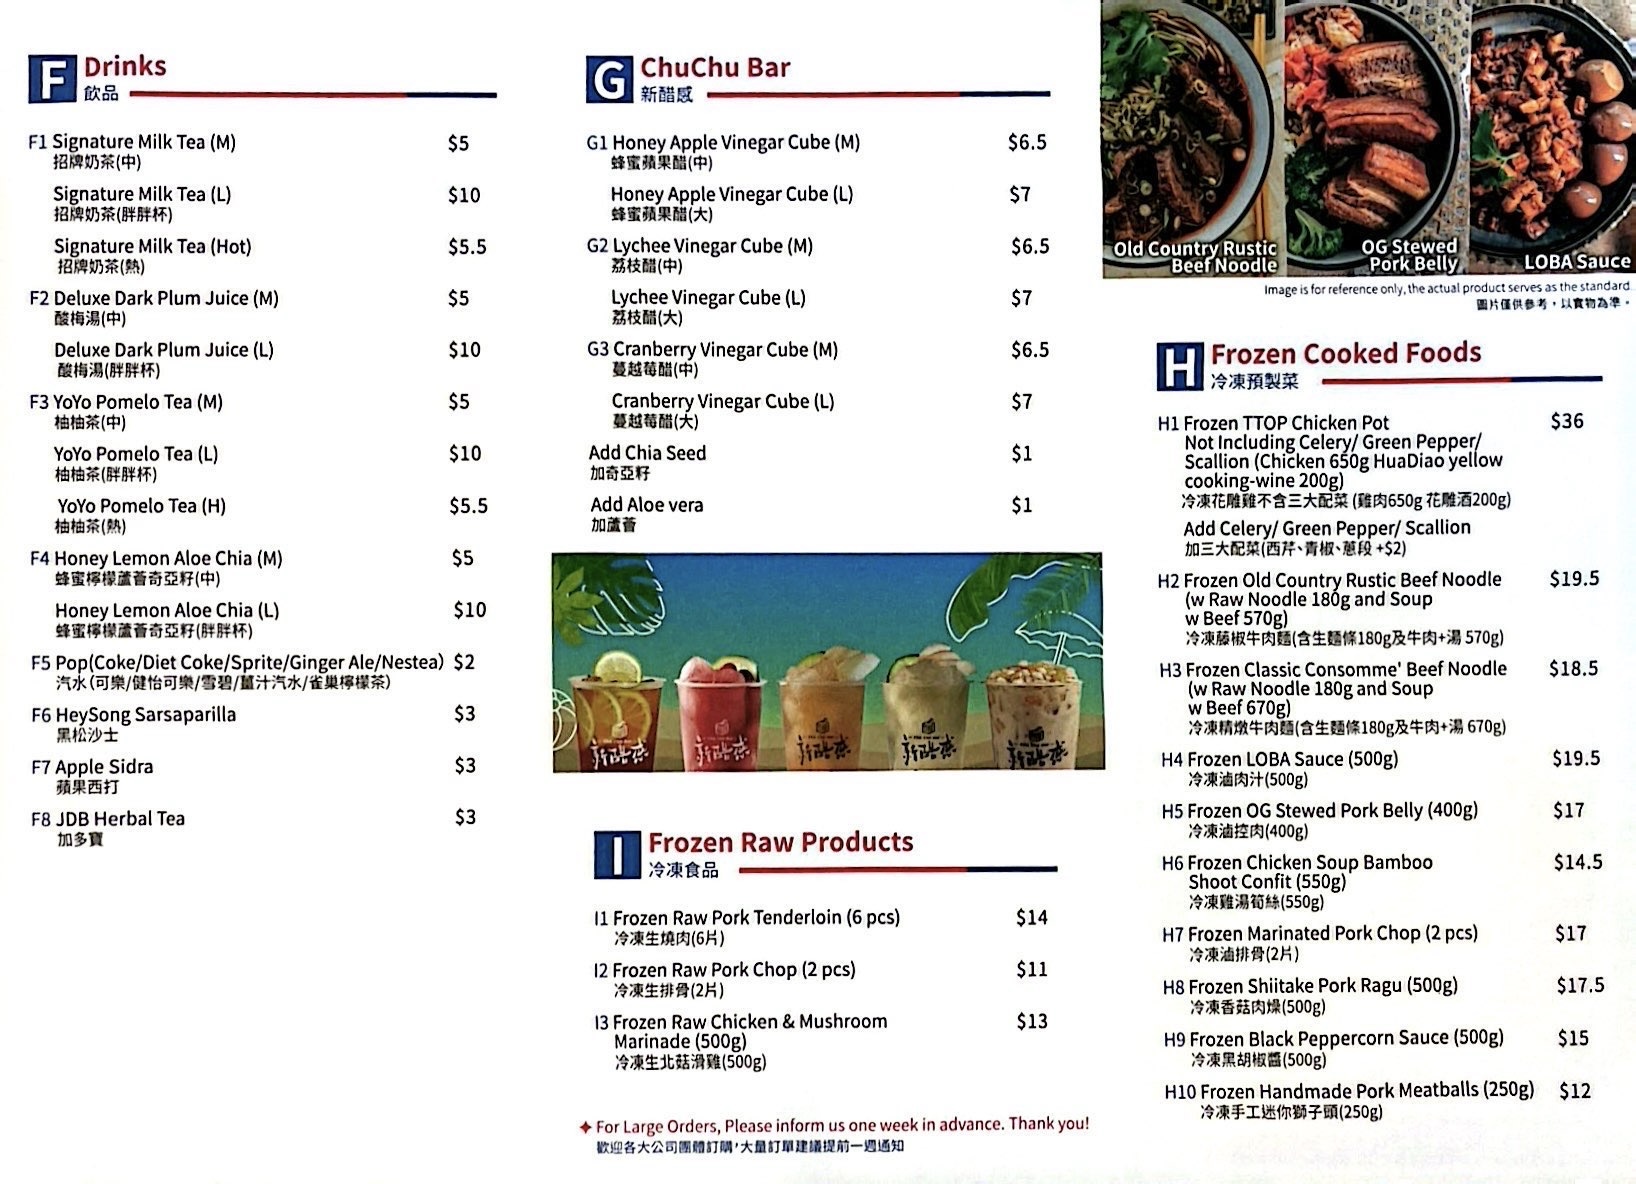 F Drinks
飲品
F1 Signature Milk Tea (M) $5
招牌奶茶(中)
Signature Milk Tea (L) $10
招牌奶茶(胖胖杯)
Signature Milk Tea (Hot) $5.5
招牌奶茶(熱)
F2 Deluxe Dark Plum Juice (M) $5
酸梅湯(中)
Deluxe Dark Plum Juice (L) $10
酸梅湯(胖胖杯)
F3 YoYo Pomelo Tea (M) $5
柚柚茶(中)
YoYo Pomelo Tea (L) $10
柚柚茶(胖胖杯)
YoYo Pomelo Tea (H) $5.5
柚柚茶(熱)
F4 Honey Lemon Aloe Chia (M) $5
蜂蜜檸檬蘆薈奇亞籽(中)
Honey Lemon Aloe Chia (L) $10
蜂蜜檸檬蘆薈奇亞籽(胖胖杯)
F5 Pop(Coke/Diet Coke/Sprite/Ginger Ale/Nestea) $2
汽水(可樂/健怡可樂/雪碧/薑汁汽水/雀巢檸檬茶)
F6 HeySong Sarsaparilla $3
黑松沙士
F7 Apple Sidra $3
蘋果西打
F8 JDB Herbal Tea $3
加多寶
G ChuChu Bar
新醋感
G1 Honey Apple Vinegar Cube (M) $6.5
蜂蜜蘋果醋(中)
Honey Apple Vinegar Cube (L) $7
蜂蜜蘋果醋(大)
G2 Lychee Vinegar Cube (M) $6.5
荔枝醋(中)
Lychee Vinegar Cube (L) $7
荔枝醋(大)
G3 Cranberry Vinegar Cube (M) $6.5
蔓越莓醋(中)
Cranberry Vinegar Cube (L) $7
蔓越莓醋(大)
Add Chia Seed $1
加奇亞籽
Add Aloe vera $1
加蘆薈
新醋感 新醋感 新醋感 新醋感 新醋感
I Frozen Raw Products
冷凍食品
I1 Frozen Raw Pork Tenderloin (6 pcs) $14
冷凍生燒肉(6片)
I2 Frozen Raw Pork Chop (2 pcs) $11
冷凍生排骨(2片)
I3 Frozen Raw Chicken & Mushroom $13
Marinade (500g)
冷凍生北菇滑雞(500g)
✦ For Large Orders, Please inform us one week in advance. Thank you!
歡迎各大公司團體訂購,大量訂單建議提前一週通知
Old Country Rustic
Beef Noodle
OG Stewed
Pork Belly
LOBA Sauce
Image is for reference only, the actual product serves as the standard.
圖片僅供參考，以實物為準。
H Frozen Cooked Foods
冷凍預製菜
H1 Frozen TTOP Chicken Pot $36
Not Including Celery/ Green Pepper/
Scallion (Chicken 650g HuaDiao yellow
cooking-wine 200g)
冷凍花雕雞不含三大配菜 (雞肉650g 花雕酒200g)
Add Celery/ Green Pepper/ Scallion
加三大配菜(西芹、青椒、蔥段 +$2)
H2 Frozen Old Country Rustic Beef Noodle $19.5
(w Raw Noodle 180g and Soup
w Beef 570g)
冷凍藤椒牛肉麵(含生麵條180g及牛肉+湯 570g)
H3 Frozen Classic Consomme' Beef Noodle $18.5
(w Raw Noodle 180g and Soup
w Beef 670g)
冷凍精燉牛肉麵(含生麵條180g及牛肉+湯 670g)
H4 Frozen LOBA Sauce (500g) $19.5
冷凍滷肉汁(500g)
H5 Frozen OG Stewed Pork Belly (400g) $17
冷凍滷控肉(400g)
H6 Frozen Chicken Soup Bamboo $14.5
Shoot Confit (550g)
冷凍雞湯筍絲(550g)
H7 Frozen Marinated Pork Chop (2 pcs) $17
冷凍滷排骨(2片)
H8 Frozen Shiitake Pork Ragu (500g) $17.5
冷凍香菇肉燥(500g)
H9 Frozen Black Peppercorn Sauce (500g) $15
冷凍黑胡椒醬(500g)
H10 Frozen Handmade Pork Meatballs (250g) $12
冷凍手工迷你獅子頭(250g)